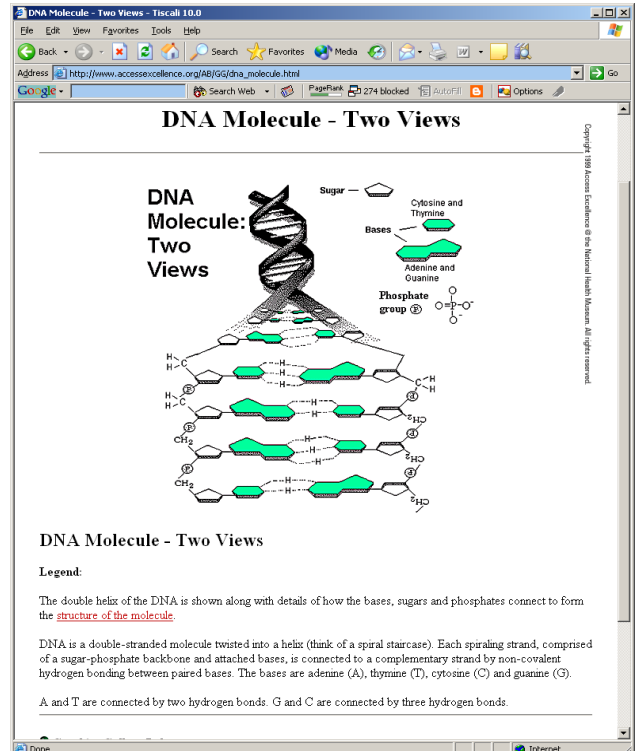 DNA Molecule - Two Views - Tiscali 10.0
File Edit View Favorites Tools Help
Back Search Favorites Media
Address http://www.accessexcellence.org/AB/GG/dna_molecule.html Go
Google Search Web PageRank 274 blocked AutoFill Options
DNA Molecule - Two Views
Copyright 1999 Access Excellence @ the National Health Museum. All rights reserved.
DNA
Molecule:
Two
Views
Sugar
Cytosine and
Thymine
Bases
Adenine and
Guanine
Phosphate
group P
O=P-O-
O-
O-
H
H-C
H H
H H
C-H
H
P P
H
H-C
H H
P P
CH2
CH2
H H H
P P
CH2
CH2
H H
CH2
DNA Molecule - Two Views
Legend:
The double helix of the DNA is shown along with details of how the bases, sugars and phosphates connect to form
the structure of the molecule.
DNA is a double-stranded molecule twisted into a helix (think of a spiral staircase). Each spiraling strand, comprised
of a sugar-phosphate backbone and attached bases, is connected to a complementary strand by non-covalent
hydrogen bonding between paired bases. The bases are adenine (A), thymine (T), cytosine (C) and guanine (G).
A and T are connected by two hydrogen bonds. G and C are connected by three hydrogen bonds.
Done Internet